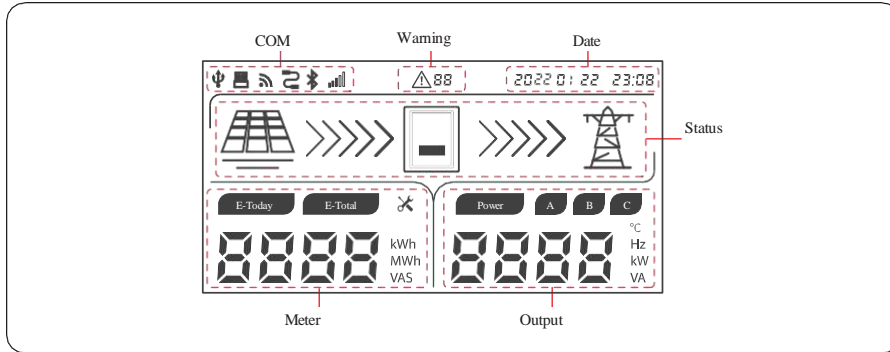 COM Warning Date
88 2022 01 22 23:08
Status
E-Today E-Total Power A B C
°C
8888 kWh 8888 Hz
MWh kW
VAS VA
Meter Output